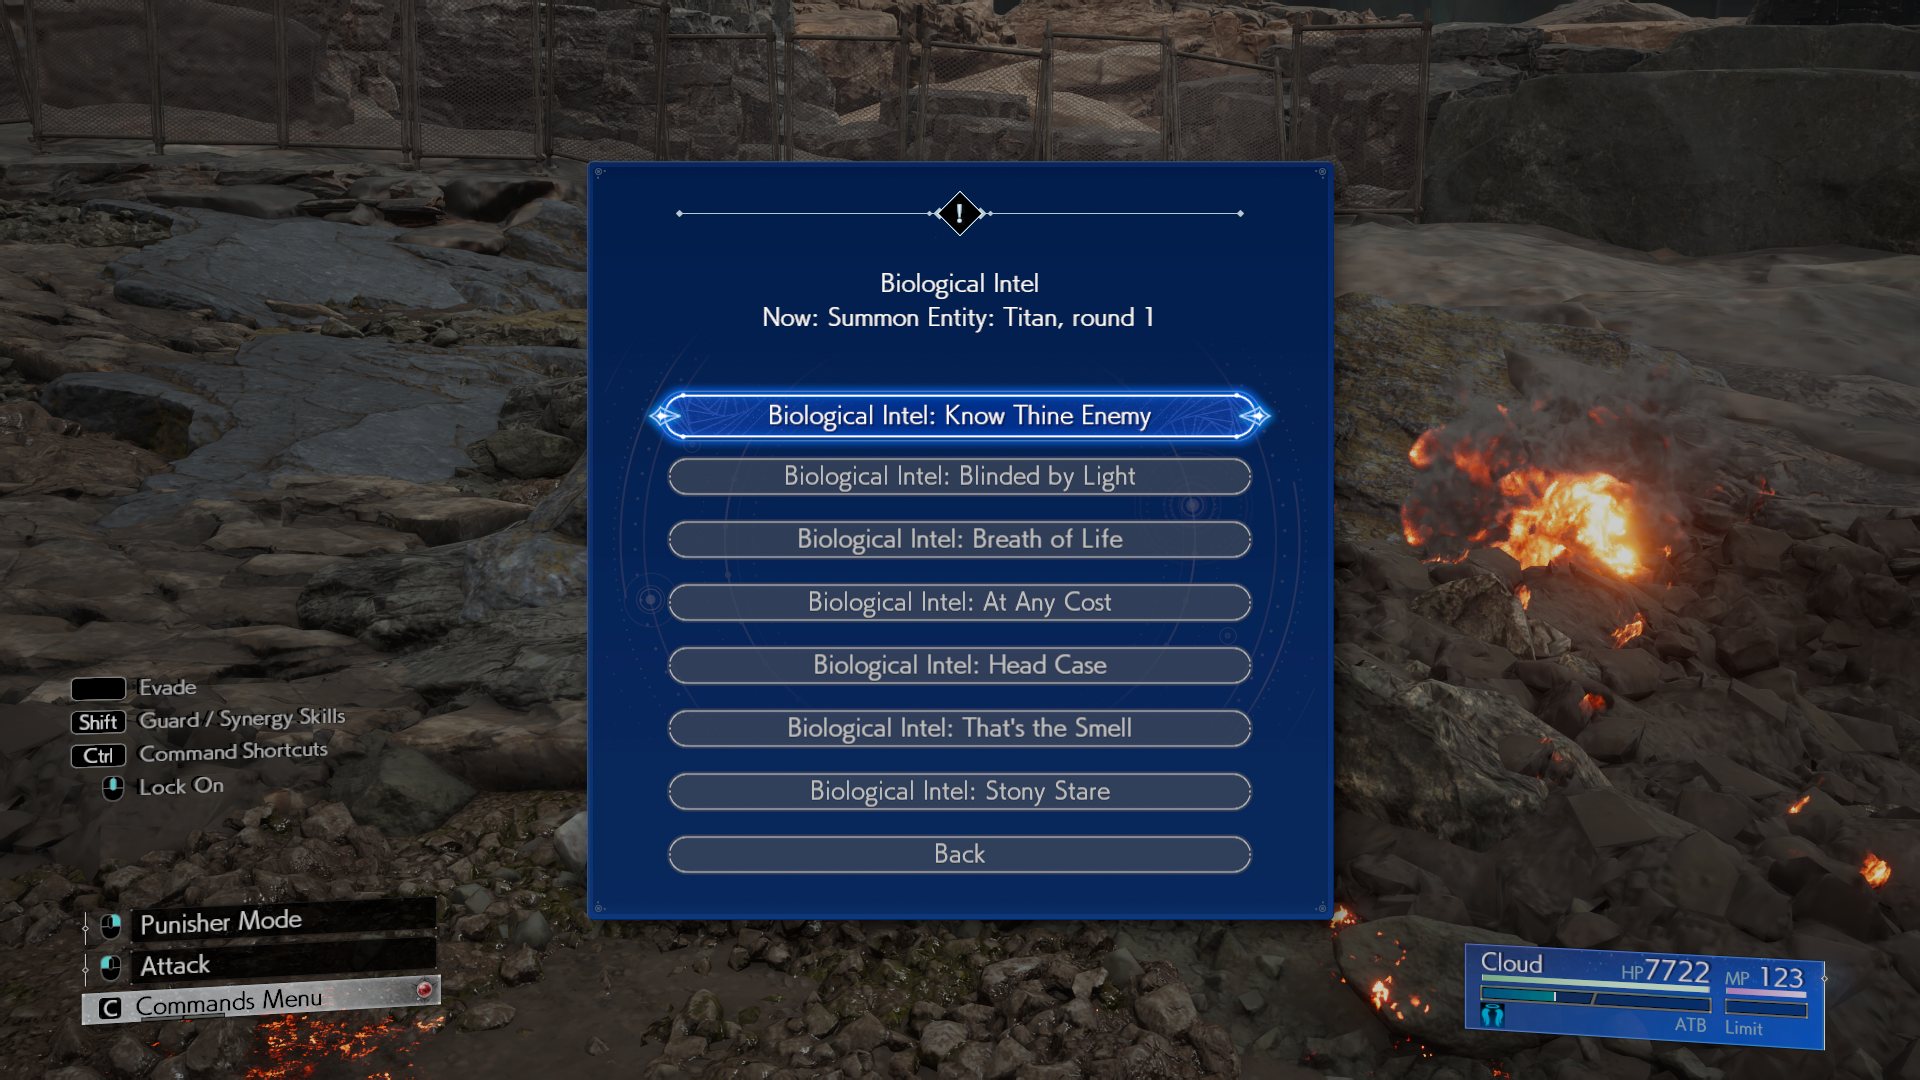 !
Biological Intel
Now: Summon Entity: Titan, round 1
Biological Intel: Know Thine Enemy
Biological Intel: Blinded by Light
Biological Intel: Breath of Life
Biological Intel: At Any Cost
Biological Intel: Head Case
Biological Intel: That's the Smell
Biological Intel: Stony Stare
Back
Evade
Shift Guard / Synergy Skills
Ctrl Command Shortcuts
Lock On
Punisher Mode
Attack
C Commands Menu
Cloud HP 7722 MP 123
ATB Limit